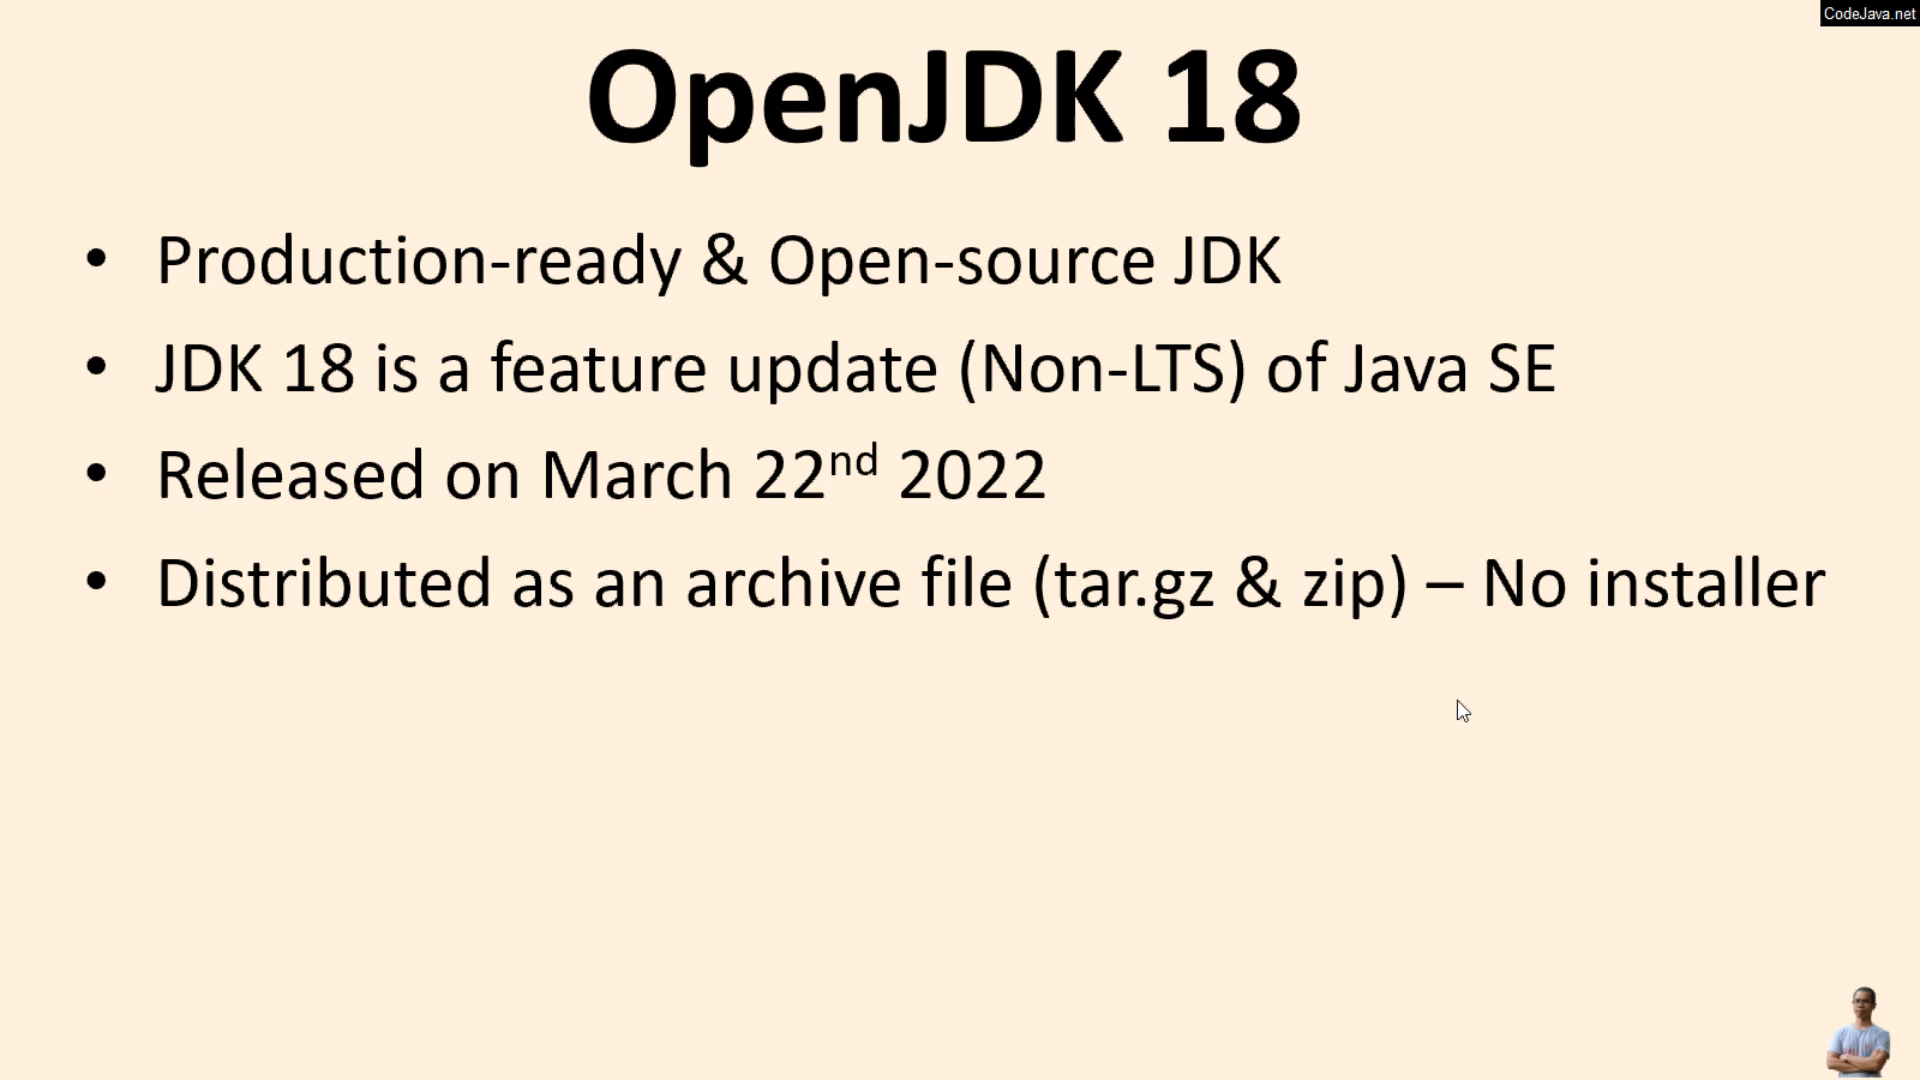 CodeJava.net
OpenJDK 18
• Production-ready & Open-source JDK
• JDK 18 is a feature update (Non-LTS) of Java SE
• Released on March 22nd 2022
• Distributed as an archive file (tar.gz & zip) – No installer